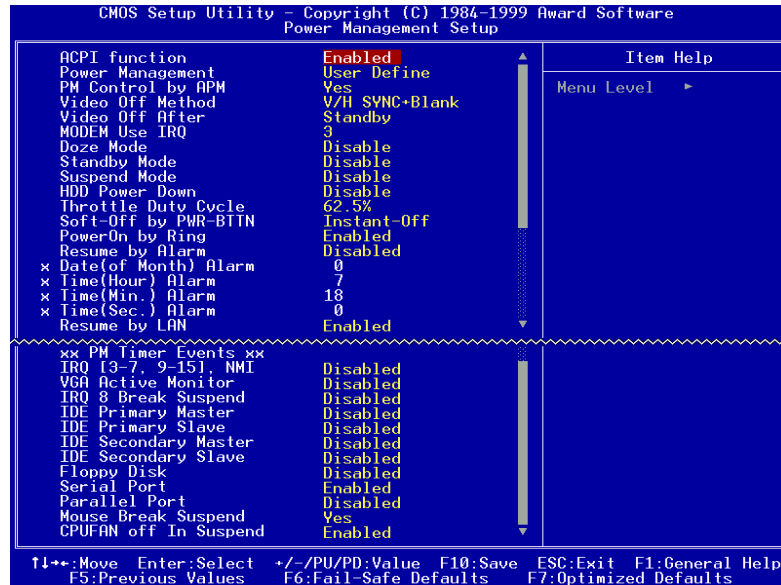 CMOS Setup Utility - Copyright (C) 1984-1999 Award Software
Power Management Setup
ACPI function Enabled
Power Management User Define
PM Control by APM Yes
Video Off Method V/H SYNC+Blank
Video Off After Standby
MODEM Use IRQ 3
Doze Mode Disable
Standby Mode Disable
Suspend Mode Disable
HDD Power Down Disable
Throttle Duty Cycle 62.5%
Soft-Off by PWR-BTTN Instant-Off
PowerOn by Ring Enabled
Resume by Alarm Disabled
x Date(of Month) Alarm 0
x Time(Hour) Alarm 7
x Time(Min.) Alarm 18
x Time(Sec.) Alarm 0
Resume by LAN Enabled
xx PM Timer Events xx
IRQ [3-7, 9-15], NMI Disabled
VGA Active Monitor Disabled
IRQ 8 Break Suspend Disabled
IDE Primary Master Disabled
IDE Primary Slave Disabled
IDE Secondary Master Disabled
IDE Secondary Slave Disabled
Floppy Disk Disabled
Serial Port Enabled
Parallel Port Disabled
Mouse Break Suspend Yes
CPUFAN off In Suspend Enabled
Item Help
Menu Level ►
↑↓→←:Move Enter:Select +/-/PU/PD:Value F10:Save ESC:Exit F1:General Help
F5:Previous Values F6:Fail-Safe Defaults F7:Optimized Defaults